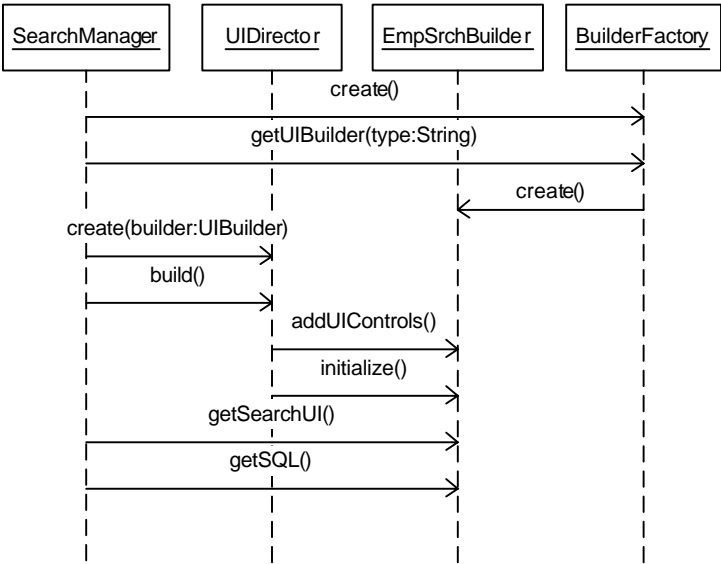 SearchManager
UIDirector
EmpSrchBuilder
BuilderFactory
create()
getUIBuilder(type:String)
create()
create(builder:UIBuilder)
build()
addUIControls()
initialize()
getSearchUI()
getSQL()